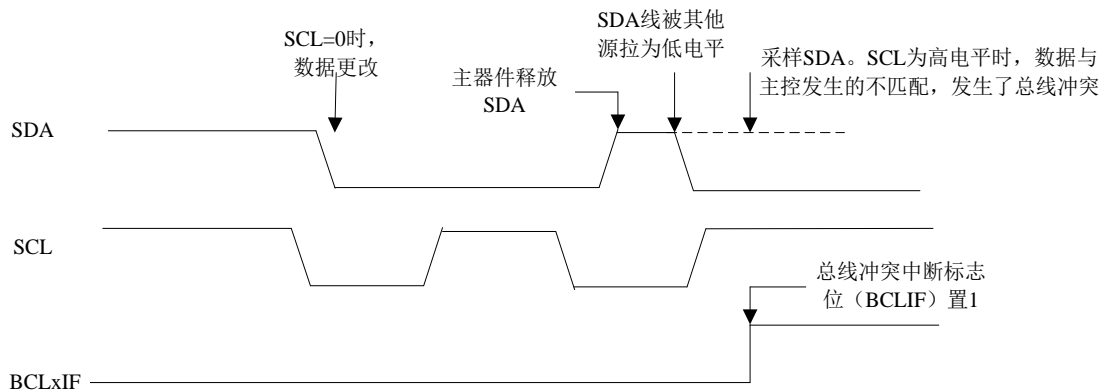 SCL=0时，
数据更改
主器件释放
SDA
SDA线被其他
源拉为低电平
采样SDA。SCL为高电平时，数据与
主控发生的不匹配，发生了总线冲突
SDA
SCL
总线冲突中断标志
位（BCLIF）置1
BCLxIF